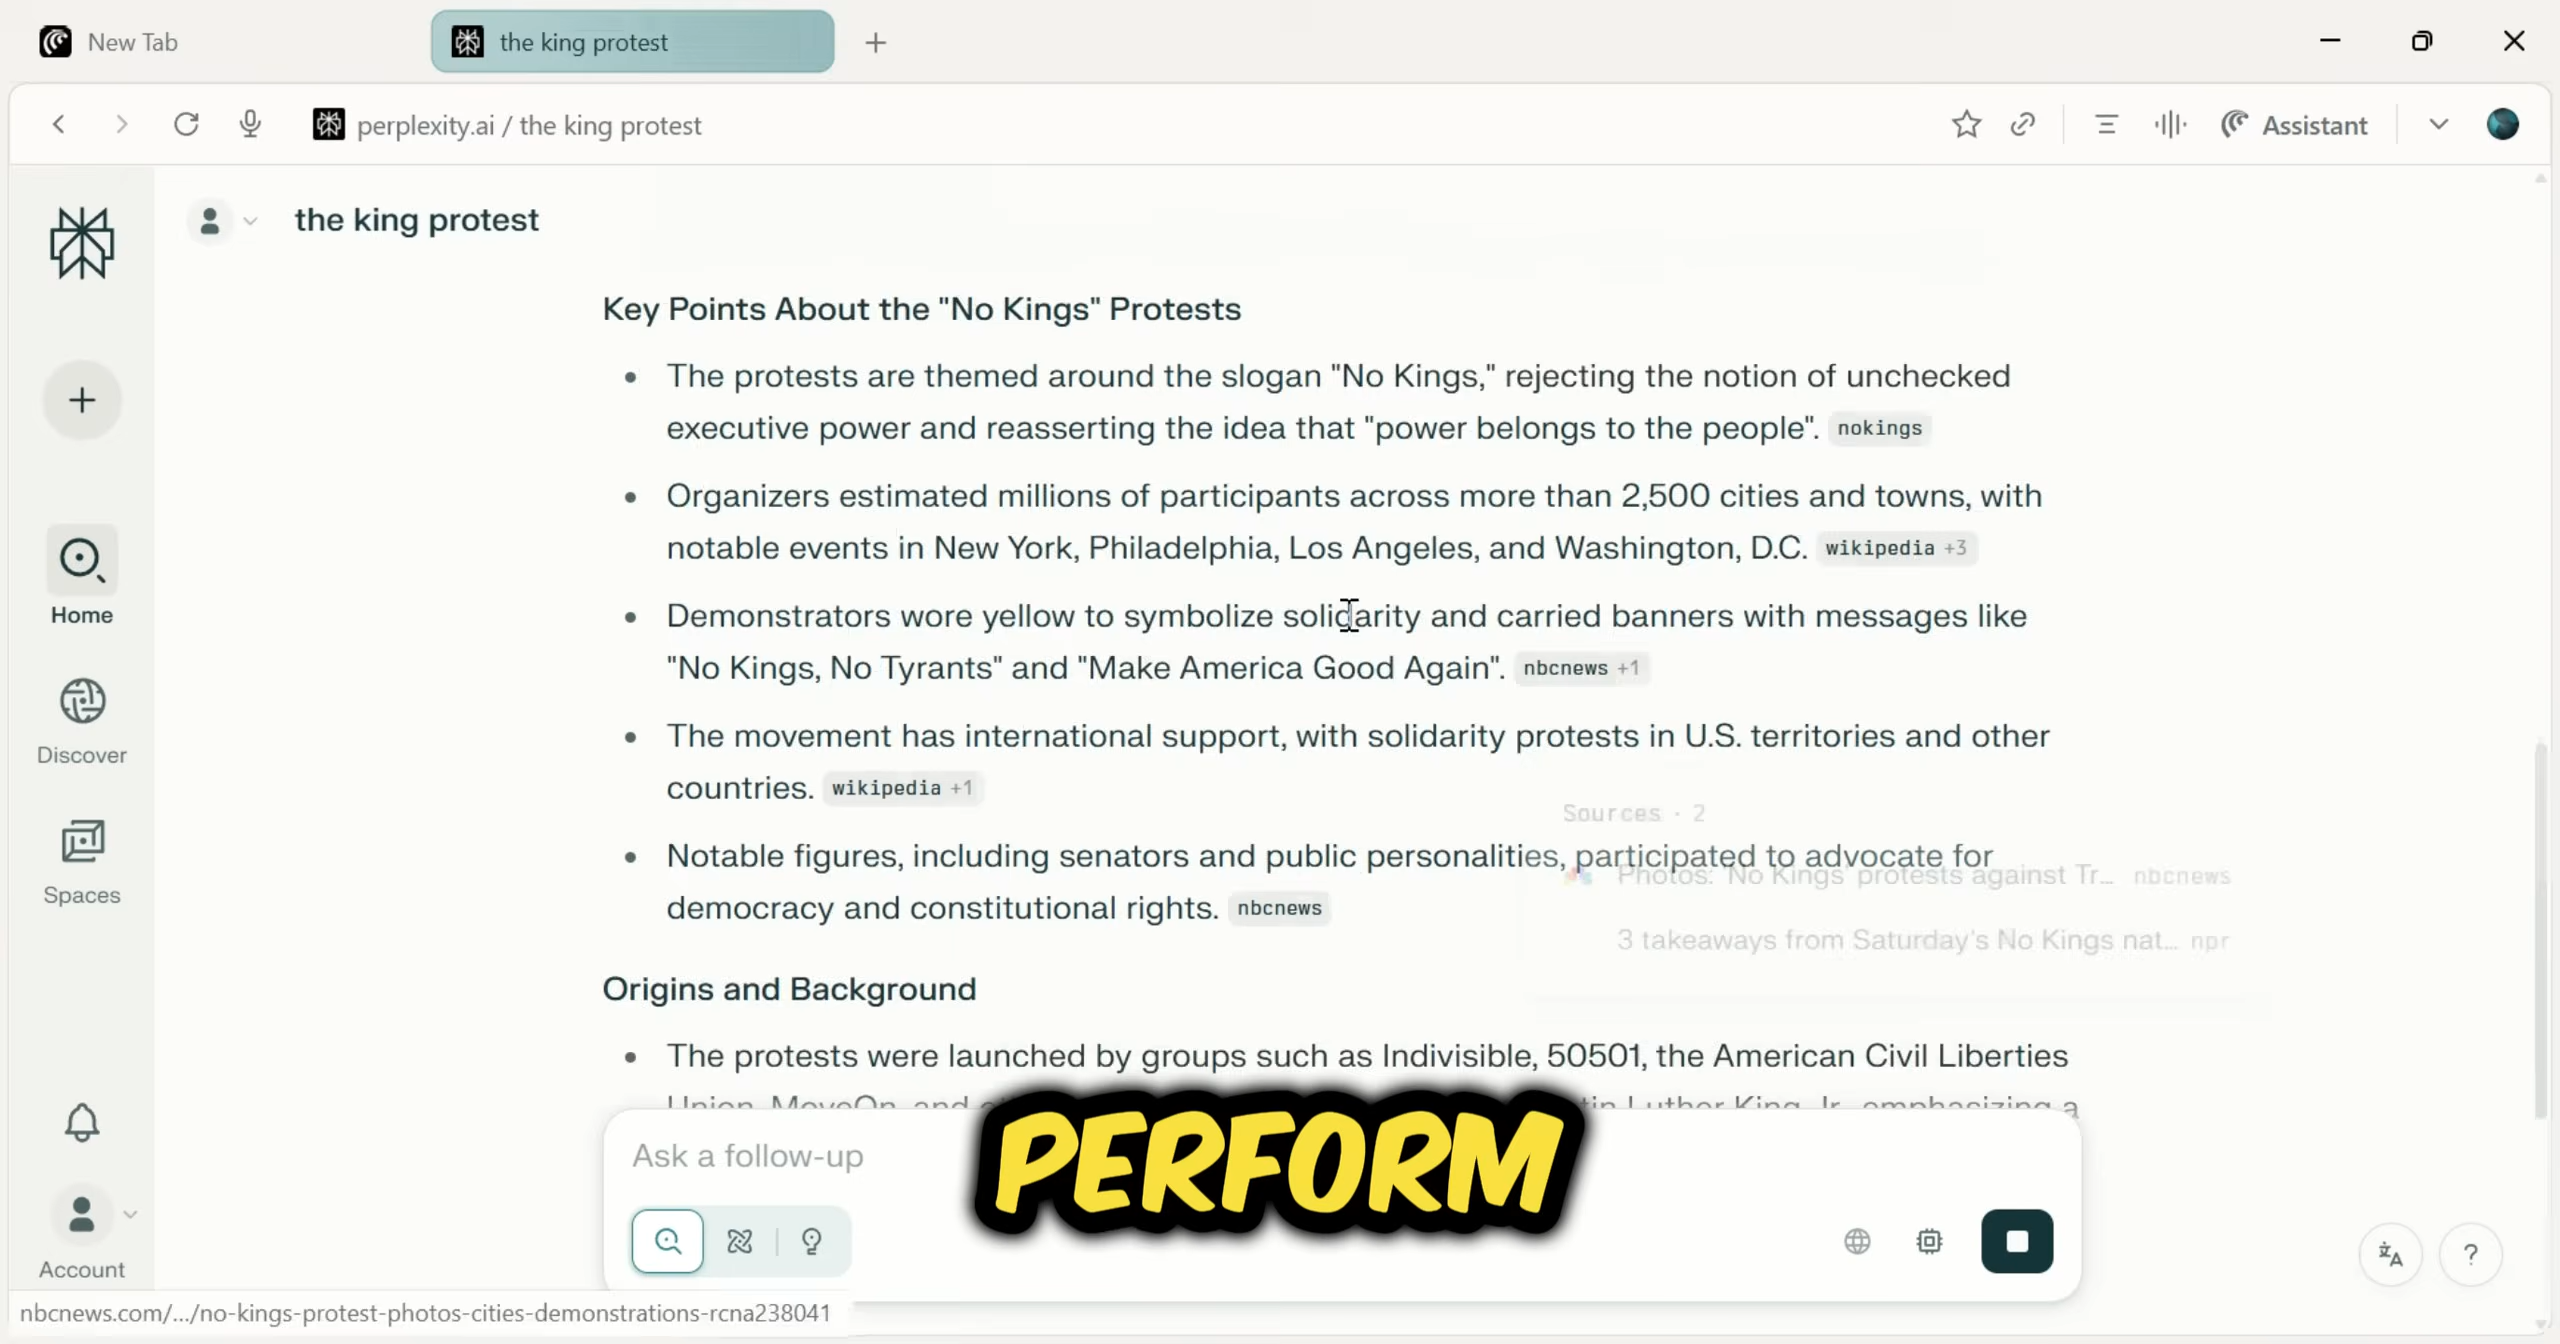 New Tab
the king protest
perplexity.ai / the king protest
Assistant
the king protest
Key Points About the "No Kings" Protests
The protests are themed around the slogan "No Kings," rejecting the notion of unchecked
executive power and reasserting the idea that "power belongs to the people". nokings
Organizers estimated millions of participants across more than 2,500 cities and towns, with
notable events in New York, Philadelphia, Los Angeles, and Washington, D.C. wikipedia +3
Demonstrators wore yellow to symbolize solidarity and carried banners with messages like
"No Kings, No Tyrants" and "Make America Good Again". nbcnews +1
The movement has international support, with solidarity protests in U.S. territories and other
countries. wikipedia +1
Sources · 2
Notable figures, including senators and public personalities, participated to advocate for
Photos: 'No Kings' protests against Tr... nbcnews
democracy and constitutional rights. nbcnews
3 takeaways from Saturday's No Kings nat... npr
Origins and Background
The protests were launched by groups such as Indivisible, 50501, the American Civil Liberties
Union, MoveOn, and Luther King Jr., emphasizing a
Ask a follow-up
PERFORM
Home
Discover
Spaces
Account
nbcnews.com/.../no-kings-protest-photos-cities-demonstrations-rcna238041
?